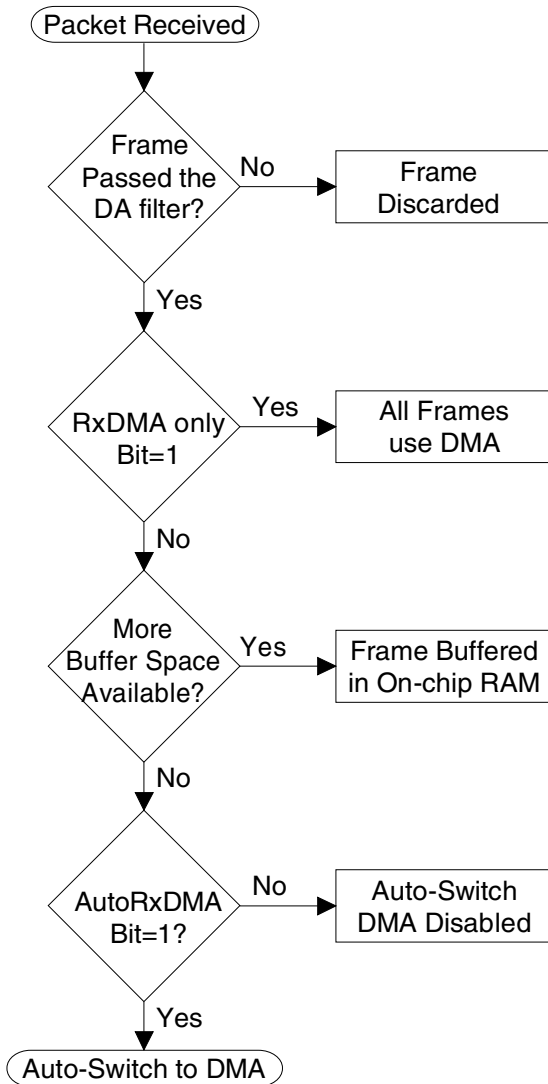 Packet Received
Frame
Passed the
DA filter?
No
Frame
Discarded
Yes
RxDMA only
Bit=1
Yes
All Frames
use DMA
No
More
Buffer Space
Available?
Yes
Frame Buffered
in On-chip RAM
No
AutoRxDMA
Bit=1?
No
Auto-Switch
DMA Disabled
Yes
Auto-Switch to DMA